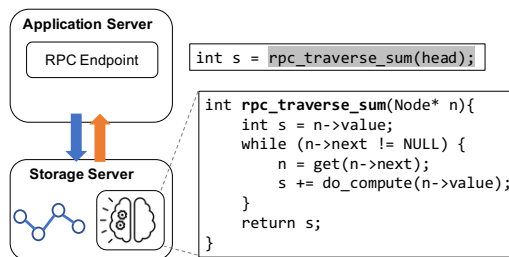 Application Server
RPC Endpoint
int s = rpc_traverse_sum(head);
Storage Server
int rpc_traverse_sum(Node* n){
    int s = n->value;
    while (n->next != NULL) {
        n = get(n->next);
        s += do_compute(n->value);
    }
    return s;
}